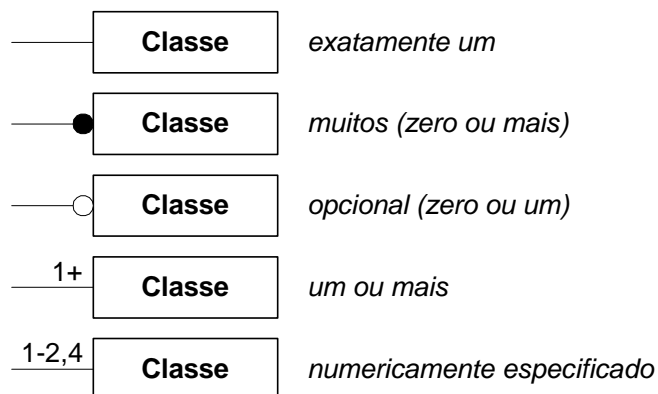 Classe exatamente um
Classe muitos (zero ou mais)
Classe opcional (zero ou um)
1+ Classe um ou mais
1-2,4 Classe numericamente especificado